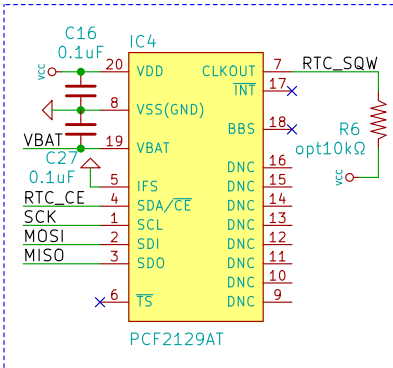 C16
0.1uF
VCC
IC4
20 VDD
CLKOUT 7 RTC_SQW
INT 17
8 VSS(GND)
BBS 18
R6
opt10kΩ
VCC
VBAT 19 VBAT
C27
0.1uF
DNC 16
5 IFS DNC 15
RTC_CE 4 SDA/CE DNC 14
SCK 1 SCL DNC 13
MOSI 2 SDI DNC 12
MISO 3 SDO DNC 11
DNC 10
6 TS DNC 9
PCF2129AT